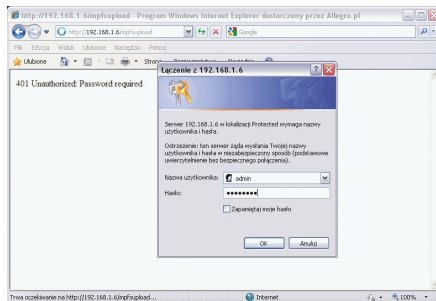 http://192.168.1.6/mpfsupload - Program Windows Internet Explorer dostarczony przez Allegro.pl
http://192.168.1.6/mpfsupload
Google
Plik Edycja Widok Ulubione Narzędzia Pomoc
Ulubione
401 Unauthorized: Password required
Łączenie z 192.168.1.6
Serwer 192.168.1.6 w lokalizacji Protected wymaga nazwy
użytkownika i hasła.
Ostrzeżenie: ten serwer żąda wysłania Twojej nazwy
użytkownika i hasła w niezabezpieczony sposób (podstawowe
uwierzytelnienie bez bezpiecznego połączenia).
Nazwa użytkownika: admin
Hasło: ••••••••
Zapamiętaj moje hasło
OK Anuluj
Trwa oczekiwanie na http://192.168.1.6/mpfsupload... Internet 100%